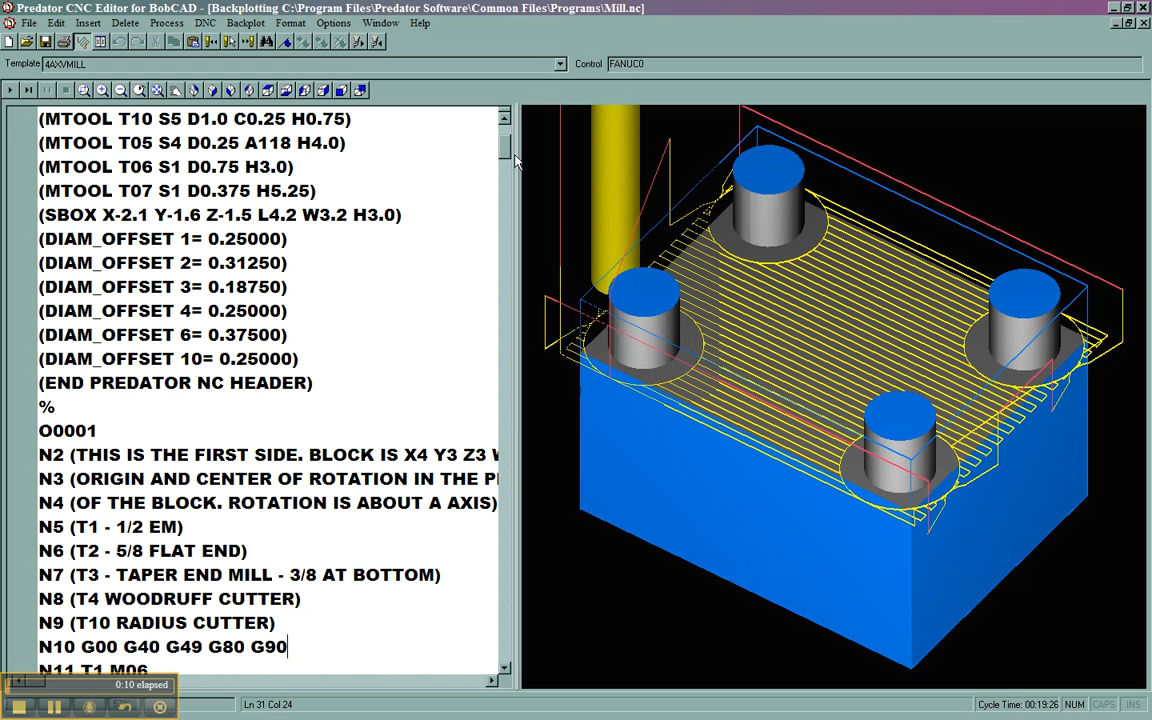 Predator CNC Editor for BobCAD - [Backplotting C:\Program Files\Predator Software\Common Files\Programs\Mill.nc]
File Edit Insert Delete Process DNC Backplot Format Options Window Help
Template 4AXVMILL Control FANUC0
(MTOOL T10 S5 D1.0 C0.25 H0.75)
(MTOOL T05 S4 D0.25 A118 H4.0)
(MTOOL T06 S1 D0.75 H3.0)
(MTOOL T07 S1 D0.375 H5.25)
(SBOX X-2.1 Y-1.6 Z-1.5 L4.2 W3.2 H3.0)
(DIAM_OFFSET 1= 0.25000)
(DIAM_OFFSET 2= 0.31250)
(DIAM_OFFSET 3= 0.18750)
(DIAM_OFFSET 4= 0.25000)
(DIAM_OFFSET 6= 0.37500)
(DIAM_OFFSET 10= 0.25000)
(END PREDATOR NC HEADER)
%
O0001
N2 (THIS IS THE FIRST SIDE. BLOCK IS X4 Y3 Z3
N3 (ORIGIN AND CENTER OF ROTATION IN THE
N4 (OF THE BLOCK. ROTATION IS ABOUT A AXIS)
N5 (T1 - 1/2 EM)
N6 (T2 - 5/8 FLAT END)
N7 (T3 - TAPER END MILL - 3/8 AT BOTTOM)
N8 (T4 WOODRUFF CUTTER)
N9 (T10 RADIUS CUTTER)
N10 G00 G40 G49 G80 G90
N11 T1 M06
0:10 elapsed
Ln 31 Col 24
Cycle Time: 00:19:26 NUM CAPS INS